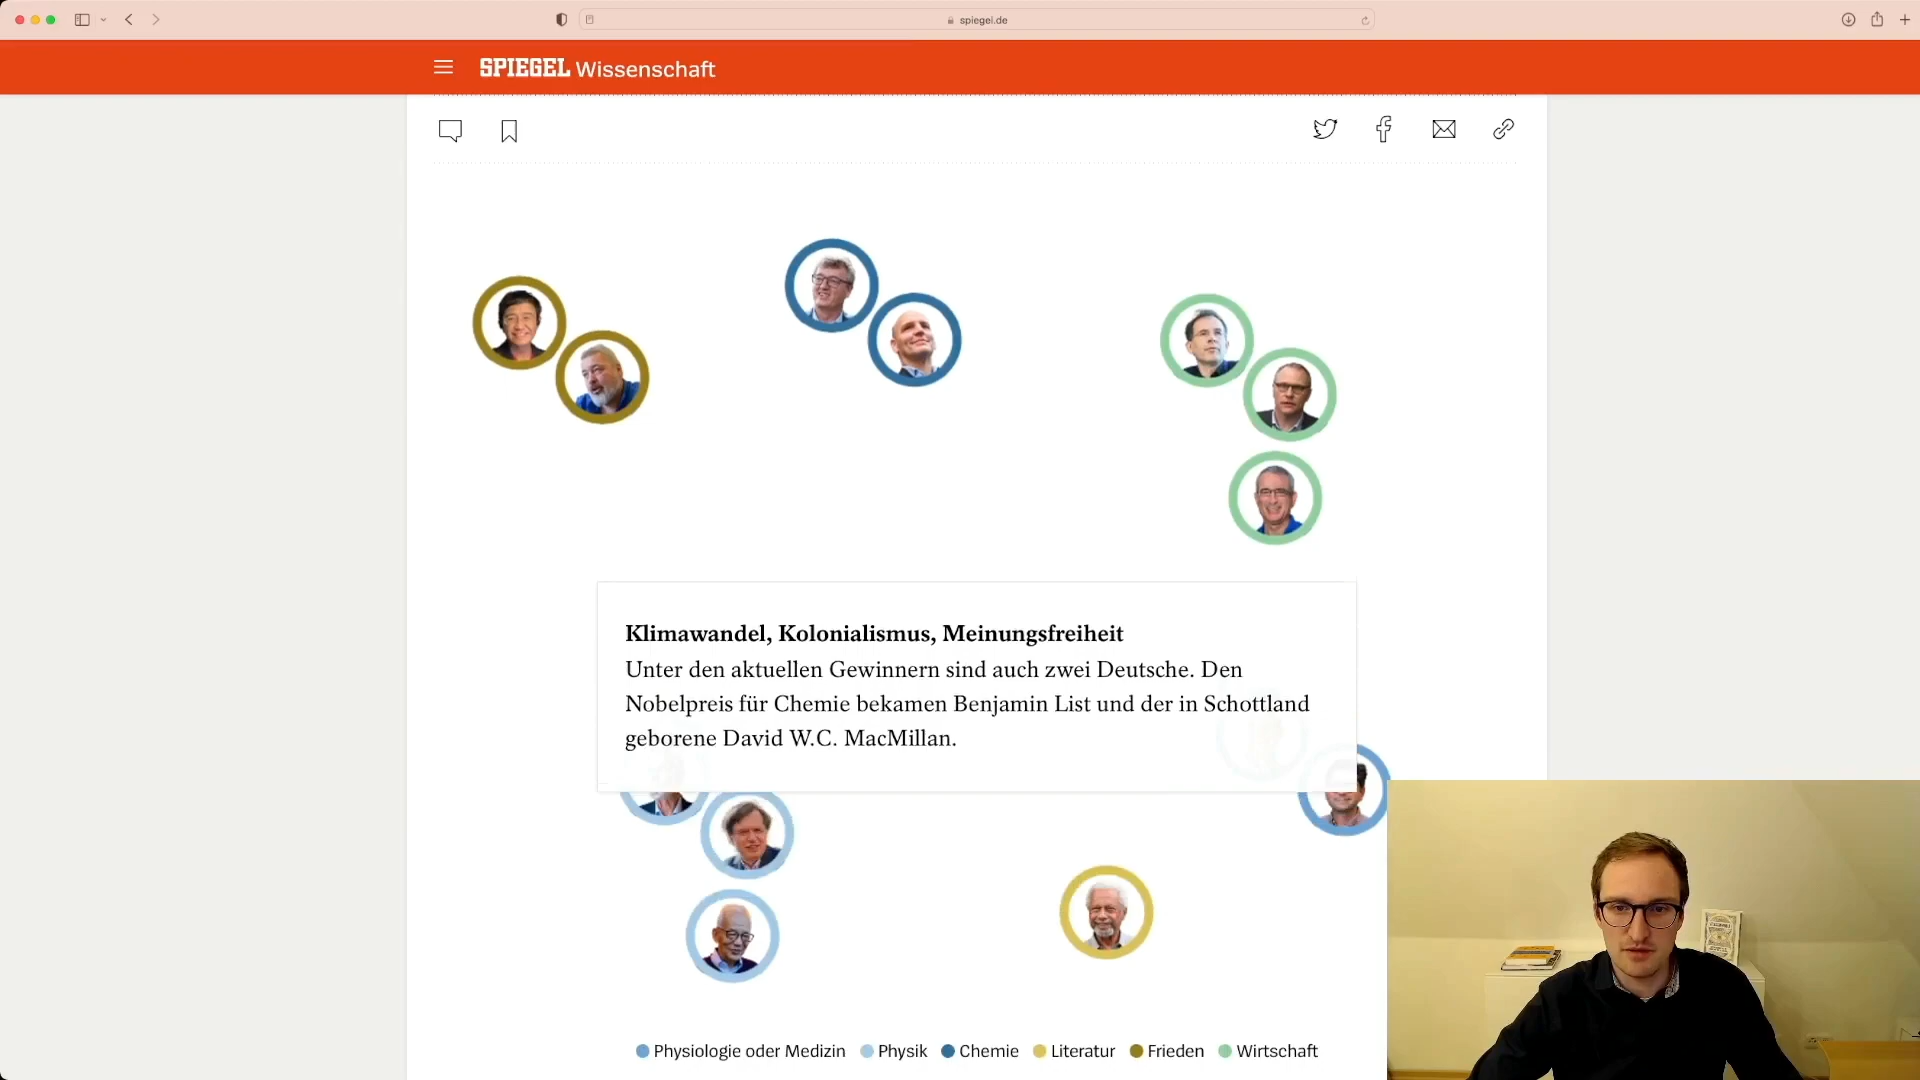 spiegel.de
SPIEGEL Wissenschaft
Klimawandel, Kolonialismus, Meinungsfreiheit
Unter den aktuellen Gewinnern sind auch zwei Deutsche. Den
Nobelpreis für Chemie bekamen Benjamin List und der in Schottland
geborene David W.C. MacMillan.
Physiologie oder Medizin Physik Chemie Literatur Frieden Wirtschaft